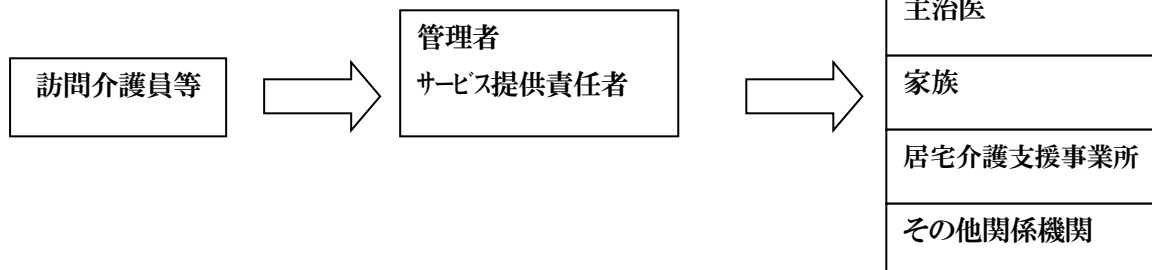 訪問介護員等
管理者
サービス提供責任者
主治医
家族
居宅介護支援事業所
その他関係機関